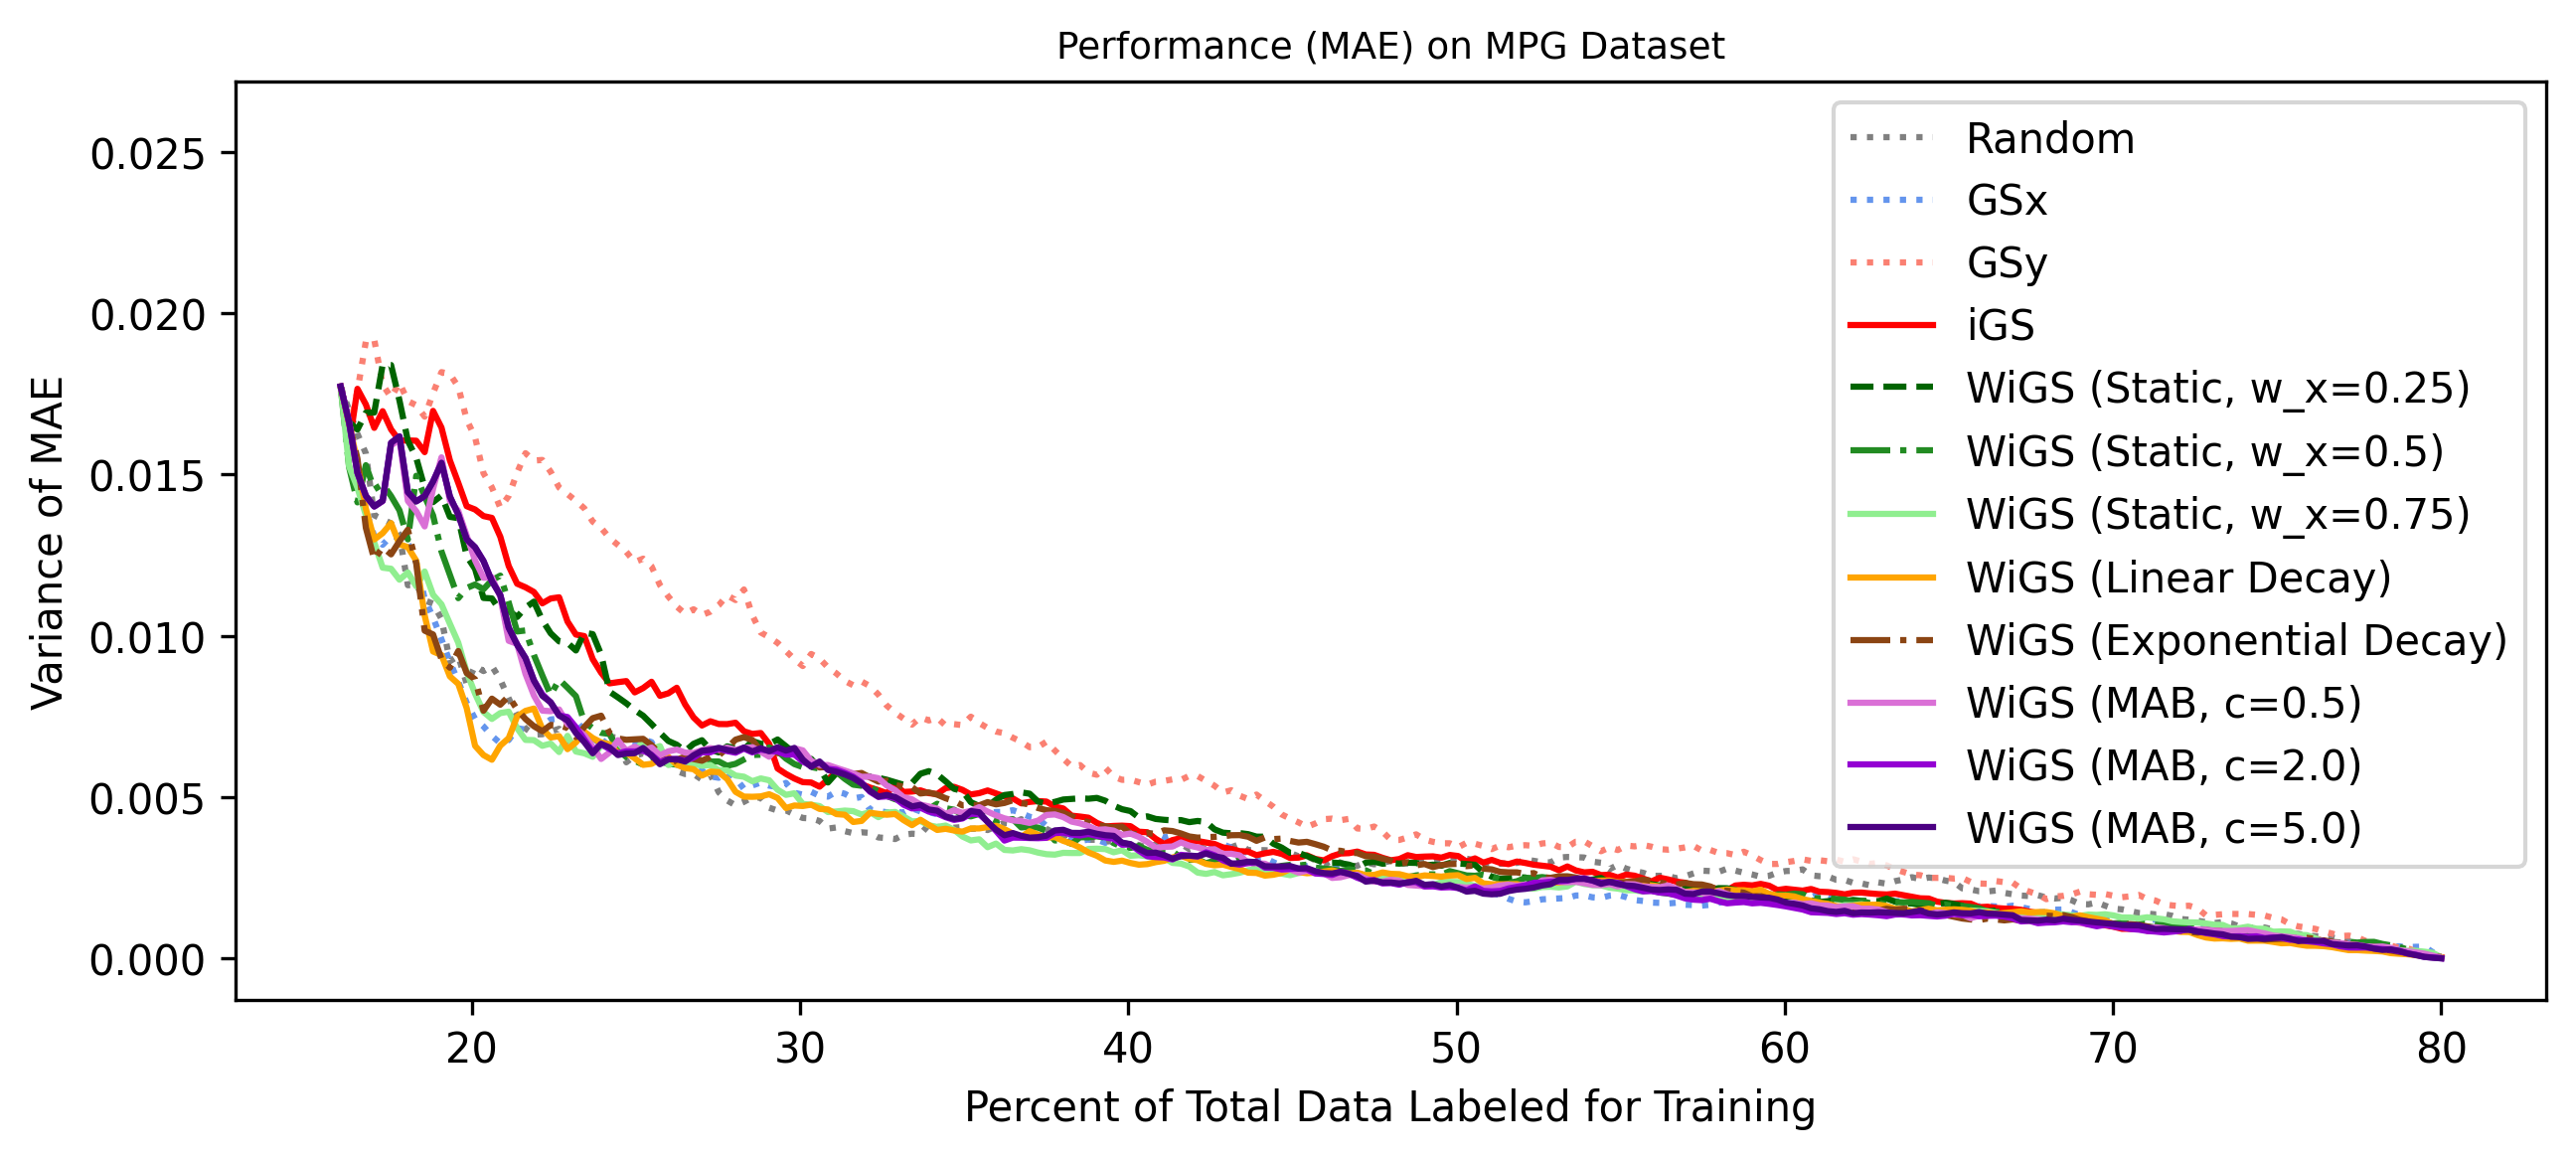 Performance (MAE) on MPG Dataset
Variance of MAE
0.025
0.020
0.015
0.010
0.005
0.000
20 30 40 50 60 70 80
Percent of Total Data Labeled for Training
Random
GSx
GSy
iGS
WiGS (Static, w_x=0.25)
WiGS (Static, w_x=0.5)
WiGS (Static, w_x=0.75)
WiGS (Linear Decay)
WiGS (Exponential Decay)
WiGS (MAB, c=0.5)
WiGS (MAB, c=2.0)
WiGS (MAB, c=5.0)